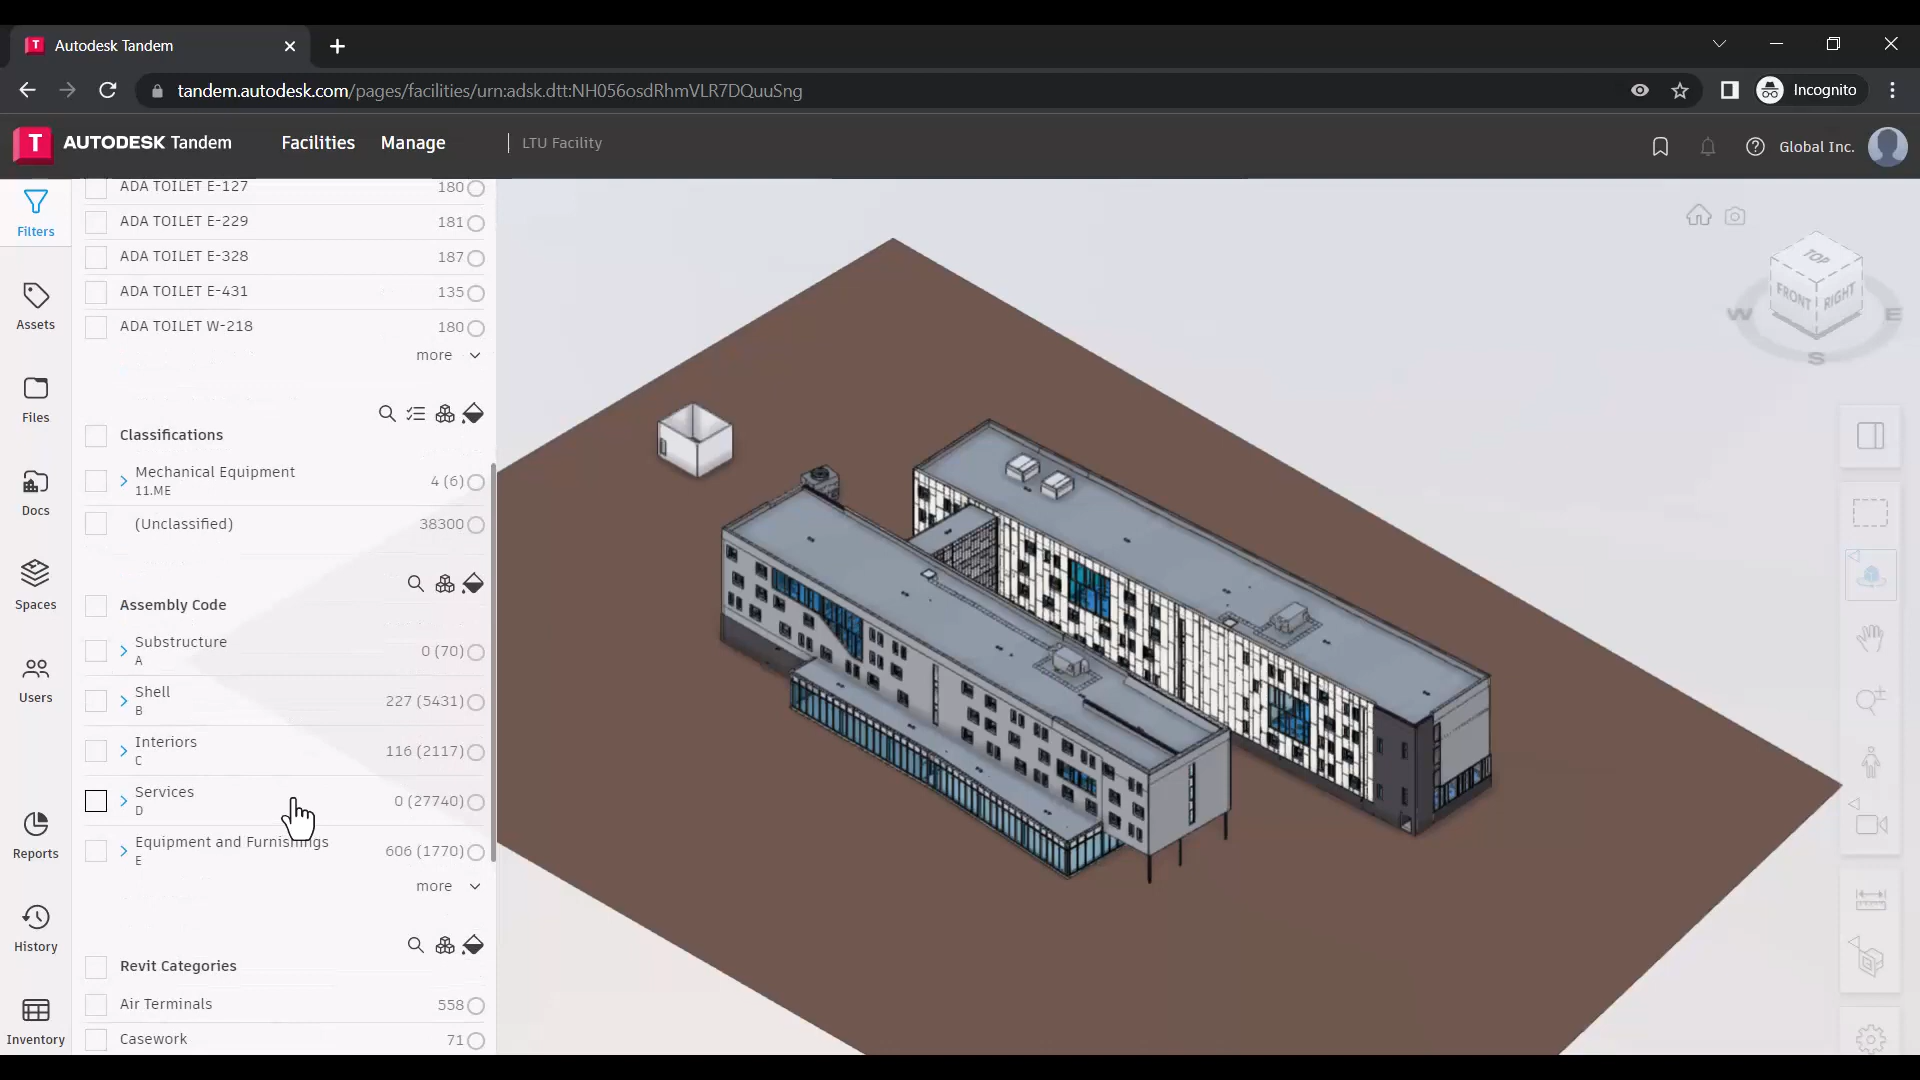 Autodesk Tandem
tandem.autodesk.com/pages/facilities/urn:adsk.dtt:NH056osdRhmVLR7DQuuSng
Incognito
T AUTODESK Tandem
Facilities
Manage
LTU Facility
Global Inc.
Filters
Assets
Files
Docs
Spaces
Users
Reports
History
Inventory
ADA TOILET E-127 180
ADA TOILET E-229 181
ADA TOILET E-328 187
ADA TOILET E-431 135
ADA TOILET W-218 180
more
Classifications
Mechanical Equipment 4 (6)
11.ME
(Unclassified) 38300
Assembly Code
Substructure 0 (70)
A
Shell 227 (5431)
B
Interiors 116 (2117)
C
Services 0 (27740)
D
Equipment and Furnishings 606 (1770)
E
more
Revit Categories
Air Terminals 558
Casework 71
TOP
FRONT RIGHT
W E
S